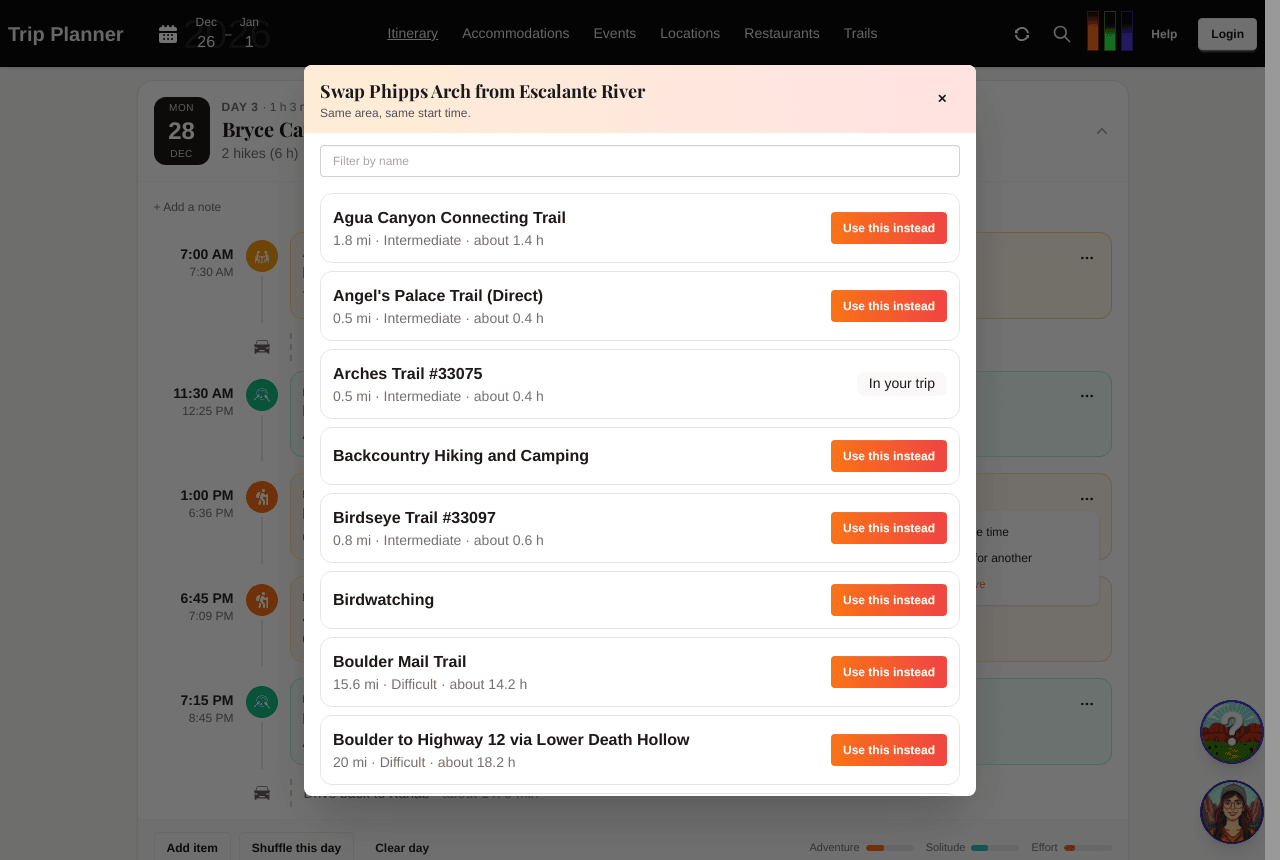 Trip Planner
2026
Dec
26
–
Jan
1
Itinerary
Accommodations
Events
Locations
Restaurants
Trails
Help
Login
MON
28
DEC
DAY 3 · 1 h 3
Bryce Ca
2 hikes (6 h)
+ Add a note
7:00 AM
7:30 AM
11:30 AM
12:25 PM
1:00 PM
6:36 PM
6:45 PM
7:09 PM
7:15 PM
8:45 PM
Swap Phipps Arch from Escalante River
Same area, same start time.
×
Filter by name
Agua Canyon Connecting Trail
1.8 mi · Intermediate · about 1.4 h
Use this instead
Angel's Palace Trail (Direct)
0.5 mi · Intermediate · about 0.4 h
Use this instead
Arches Trail #33075
0.5 mi · Intermediate · about 0.4 h
In your trip
Backcountry Hiking and Camping
Use this instead
Birdseye Trail #33097
0.8 mi · Intermediate · about 0.6 h
Use this instead
Birdwatching
Use this instead
Boulder Mail Trail
15.6 mi · Difficult · about 14.2 h
Use this instead
Boulder to Highway 12 via Lower Death Hollow
20 mi · Difficult · about 18.2 h
Use this instead
e time
for another
ve
Add item
Shuffle this day
Clear day
Adventure
Solitude
Effort